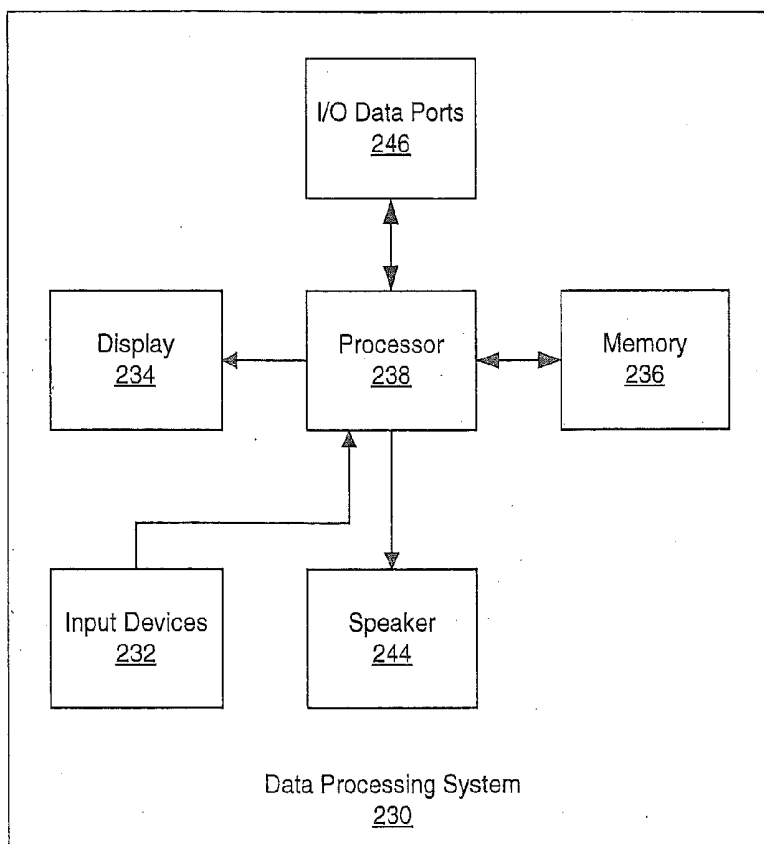 I/O Data Ports
246
Display
234
Processor
238
Memory
236
Input Devices
232
Speaker
244
Data Processing System
230